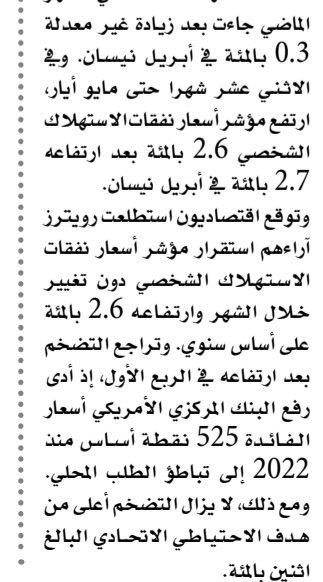 الماضي جاءت بعد زيادة غير معدلة
0.3 بالمئة في أبريل نيسان. وفي
الاثني عشر شهرا حتى مايو أيار،
ارتفع مؤشر أسعار نفقات الاستهلاك
الشخصي 2.6 بالمئة بعد ارتفاعه
2.7 بالمئة في أبريل نيسان.
وتوقع اقتصاديون استطلعت رويترز
آراءهم استقرار مؤشر أسعار نفقات
الاستهلاك الشخصي دون تغيير
خلال الشهر وارتفاعه 2.6 بالمئة
على أساس سنوي. وتراجع التضخم
بعد ارتفاعه في الربع الأول، إذ أدى
رفع البنك المركزي الأمريكي أسعار
الفائدة 525 نقطة أساس منذ
2022 إلى تباطؤ الطلب المحلي.
ومع ذلك، لا يزال التضخم أعلى من
هدف الاحتياطي الاتحادي البالغ
اثنين بالمئة.